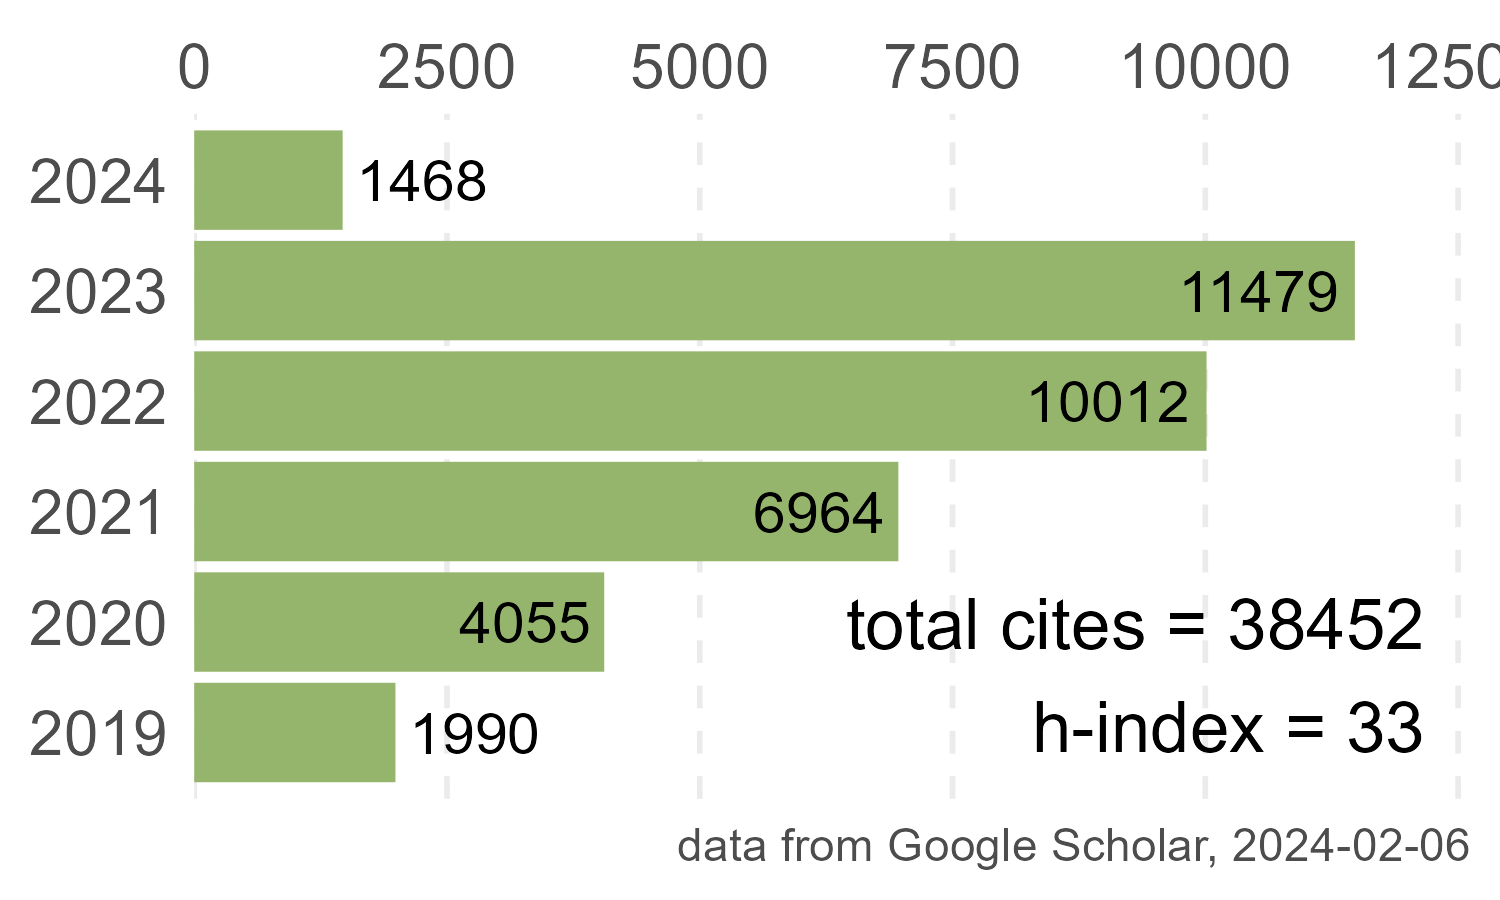 0 2500 5000 7500 10000 1250
2024 1468
2023 11479
2022 10012
2021 6964
2020 4055 total cites = 38452
2019 1990 h-index = 33
data from Google Scholar, 2024-02-06